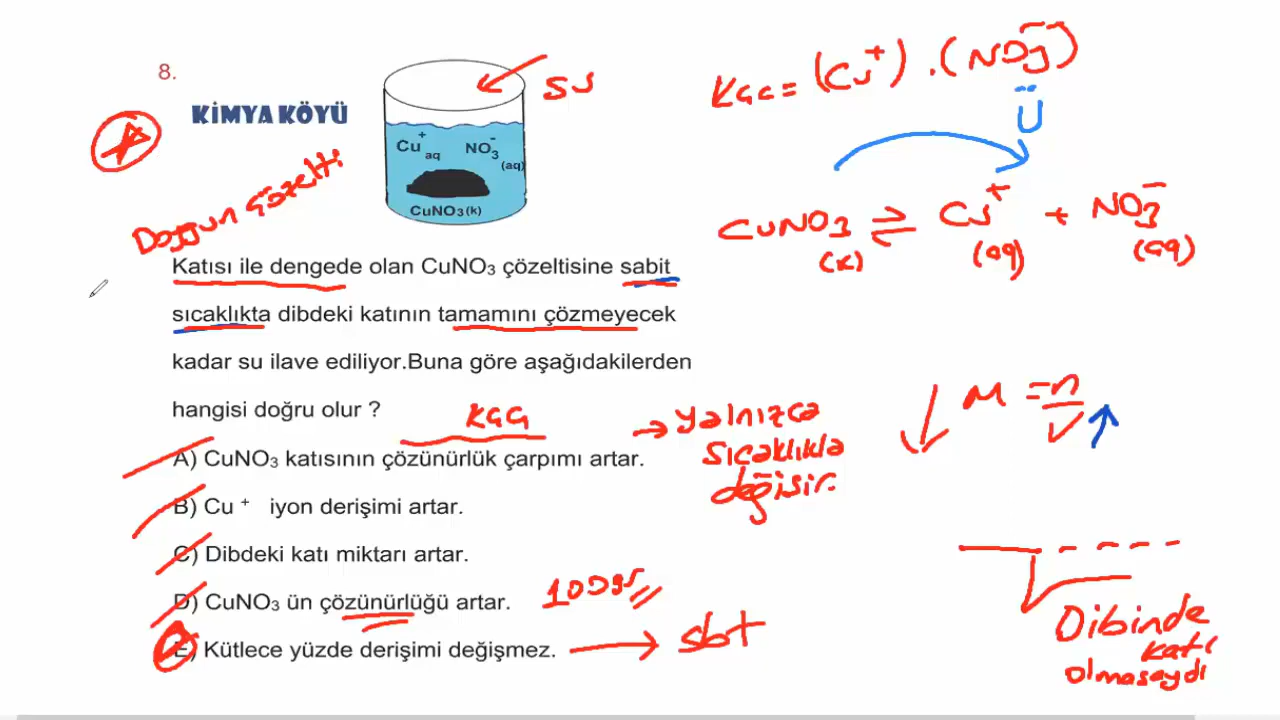 8.
KİMYA KÖYÜ
su
Cu+ aq NO3- (aq)
CuNO3(k)
Doygun çözelti
Kçç = (Cu+) . (NO3-)
Ü
CuNO3 ⇌ Cu+ + NO3-
(k) (aq) (aq)
Katısı ile dengede olan CuNO3 çözeltisine sabit
sıcaklıkta dibdeki katının tamamını çözmeyecek
kadar su ilave ediliyor.Buna göre aşağıdakilerden
hangisi doğru olur ?
Kçç
A) CuNO3 katısının çözünürlük çarpımı artar.
B) Cu + iyon derişimi artar.
C) Dibdeki katı miktarı artar.
D) CuNO3 ün çözünürlüğü artar.
E) Kütlece yüzde derişimi değişmez.
→ yalnızca
sıcaklıkla
değişir.
100gr
→ sbt
↓ M = n/V ↑
Dibinde
katı
olmasaydı